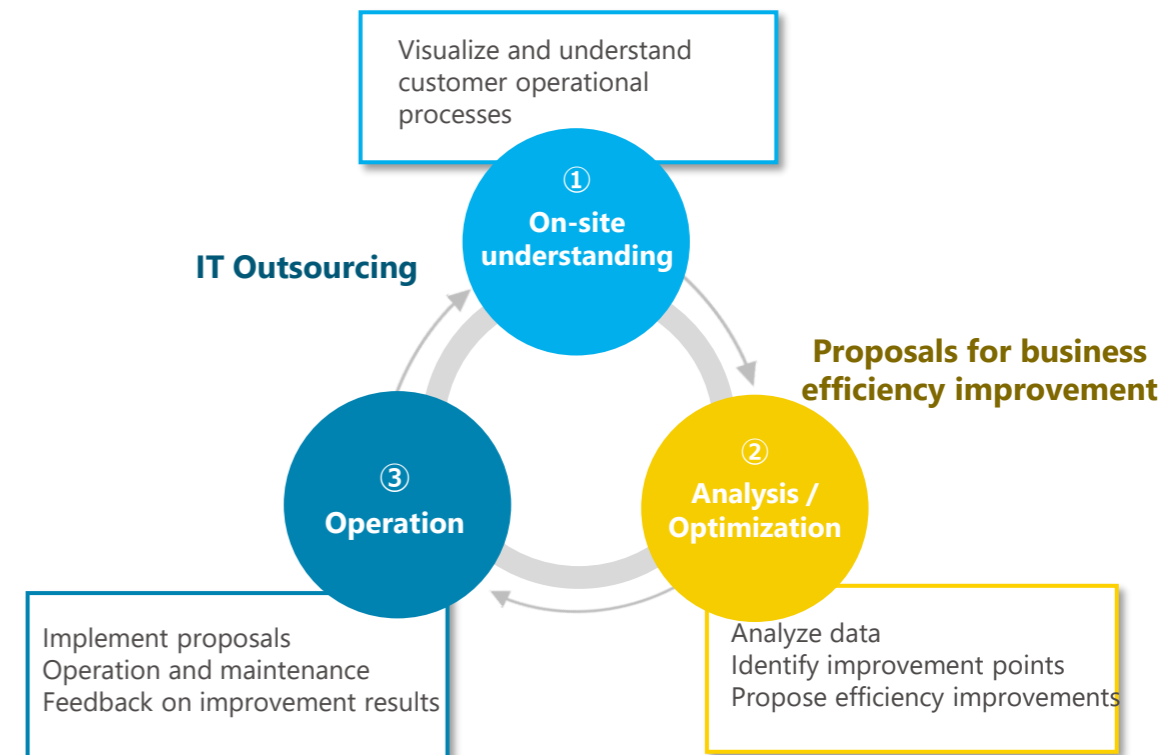 Visualize and understand
customer operational
processes
①
On-site
understanding
IT Outsourcing
Proposals for business
efficiency improvement
②
Analysis /
Optimization
③
Operation
Implement proposals
Operation and maintenance
Feedback on improvement results
Analyze data
Identify improvement points
Propose efficiency improvements